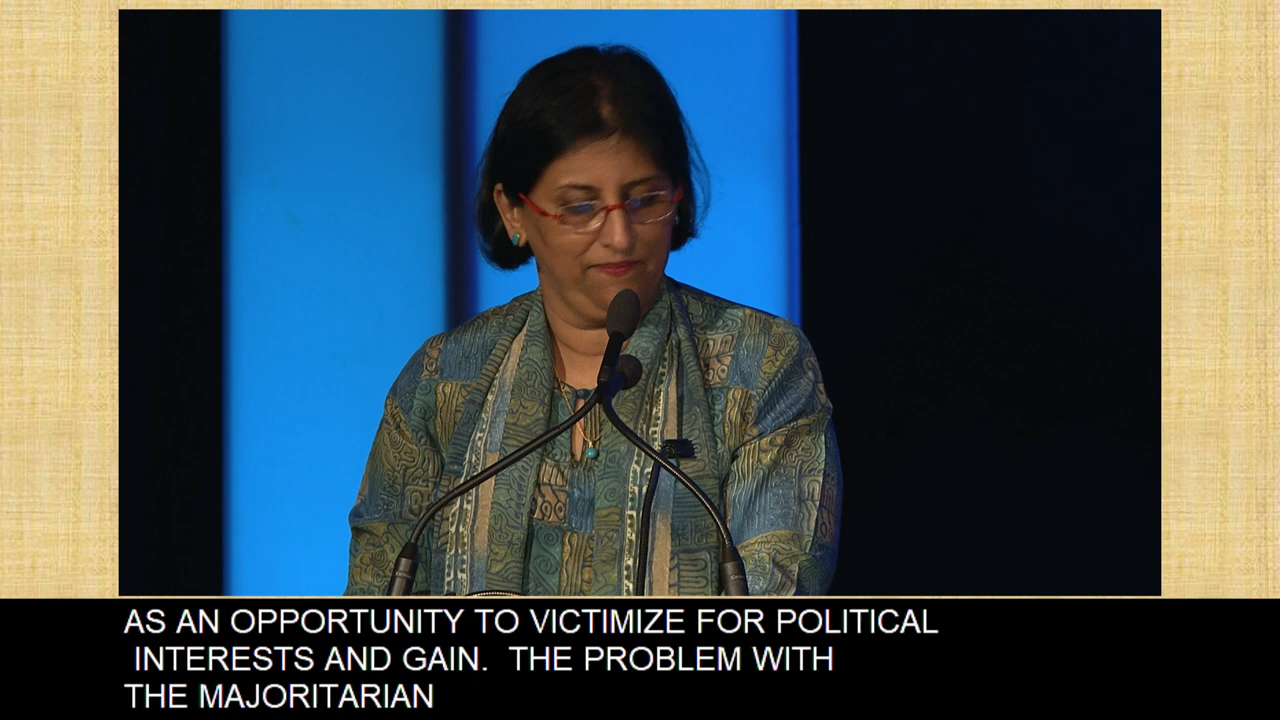 AS AN OPPORTUNITY TO VICTIMIZE FOR POLITICAL
INTERESTS AND GAIN.  THE PROBLEM WITH
THE MAJORITARIAN